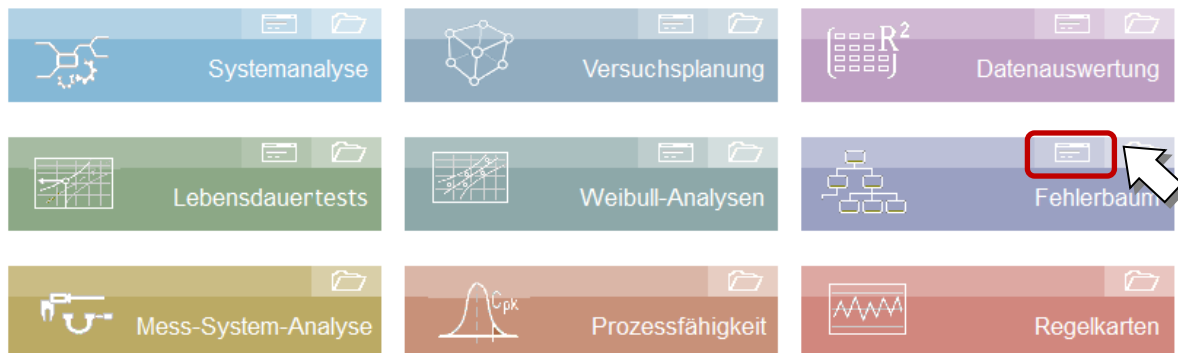 Systemanalyse
Versuchsplanung
R²
Datenauswertung
Lebensdauertests
Weibull-Analysen
Fehlerbaum
Mess-System-Analyse
Cpk
Prozessfähigkeit
Regelkarten